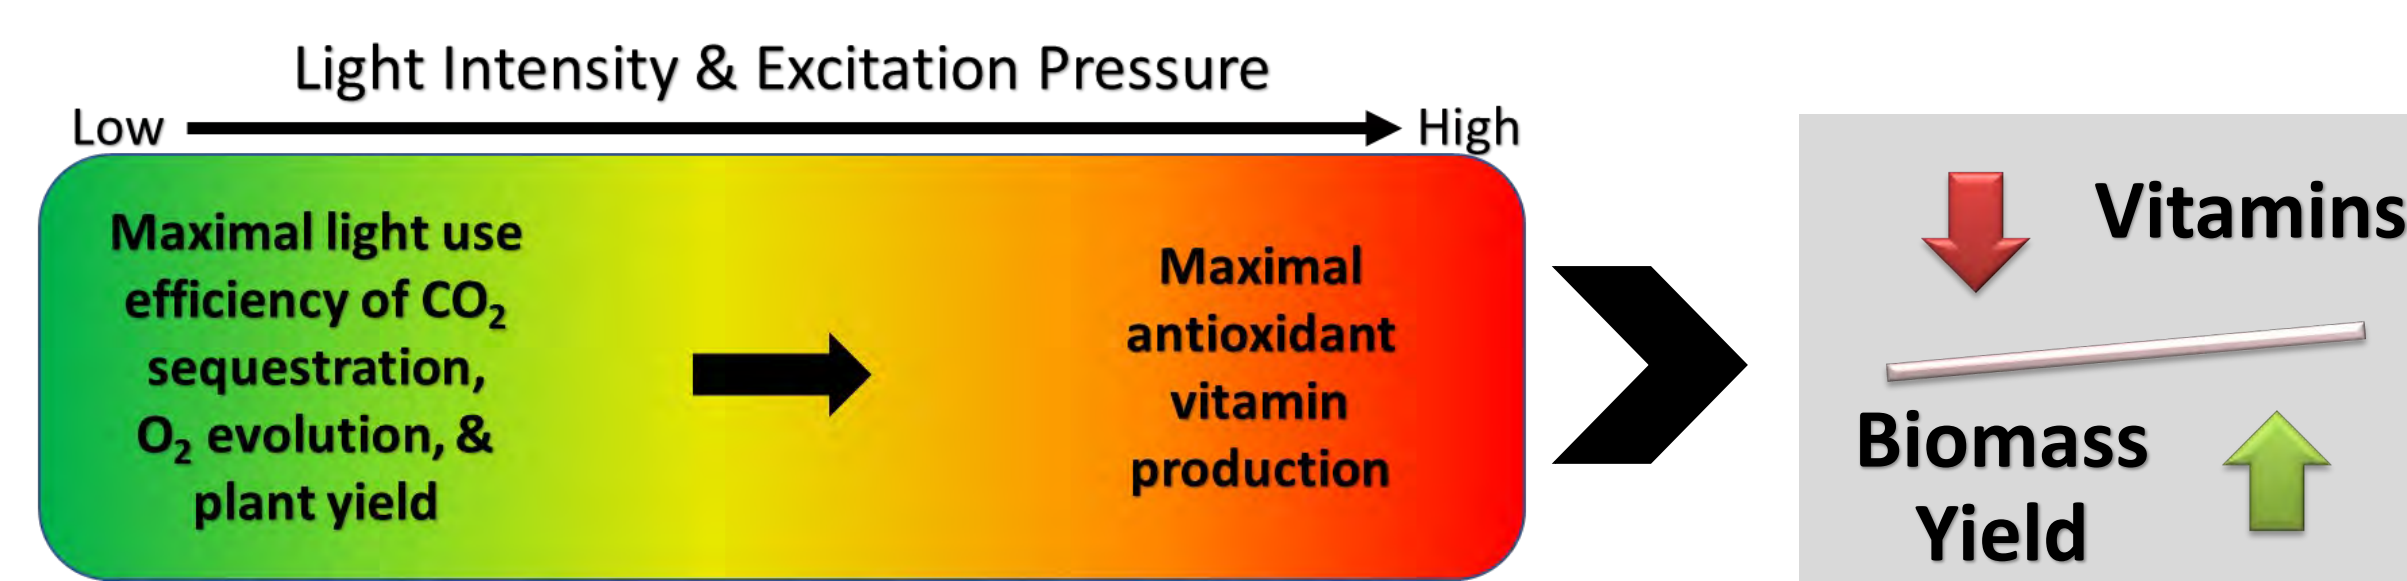 Light Intensity & Excitation Pressure
Low
High
Maximal light use
efficiency of CO₂
sequestration,
O₂ evolution, &
plant yield
Maximal
antioxidant
vitamin
production
Vitamins
Biomass
Yield